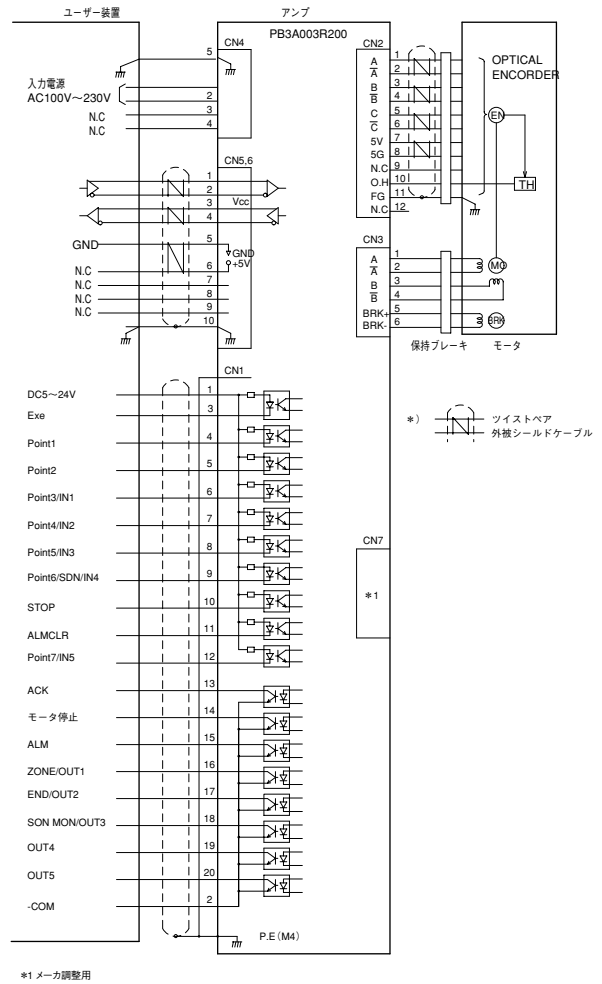 ユーザー装置
アンプ
PB3A003R200
CN4
5
入力電源
AC100V～230V
2
N.C 3
N.C 4
CN5,6
1
2
3 Vcc
4
GND 5
GND
+5V
N.C 6
N.C 7
N.C 8
N.C 9
10
CN2
A 1
A 2
B 3
B 4
C 5
C 6
5V 7
5G 8
N.C 9
O.H 10
FG 11
N.C 12
OPTICAL
ENCORDER
EN
TH
CN3
A 1
A 2
B 3
B 4
BRK+ 5
BRK- 6
MO
BRK
保持ブレーキ モータ
CN1
DC5～24V 1
Exe 3
Point1 4
Point2 5
Point3/IN1 6
Point4/IN2 7
Point5/IN3 8
Point6/SDN/IN4 9
STOP 10
ALMCLR 11
Point7/IN5 12
ACK 13
モータ停止 14
ALM 15
ZONE/OUT1 16
END/OUT2 17
SON MON/OUT3 18
OUT4 19
OUT5 20
-COM 2
P.E（M4）
＊） ツイストペア
外被シールドケーブル
CN7
＊1
＊1 メーカ調整用